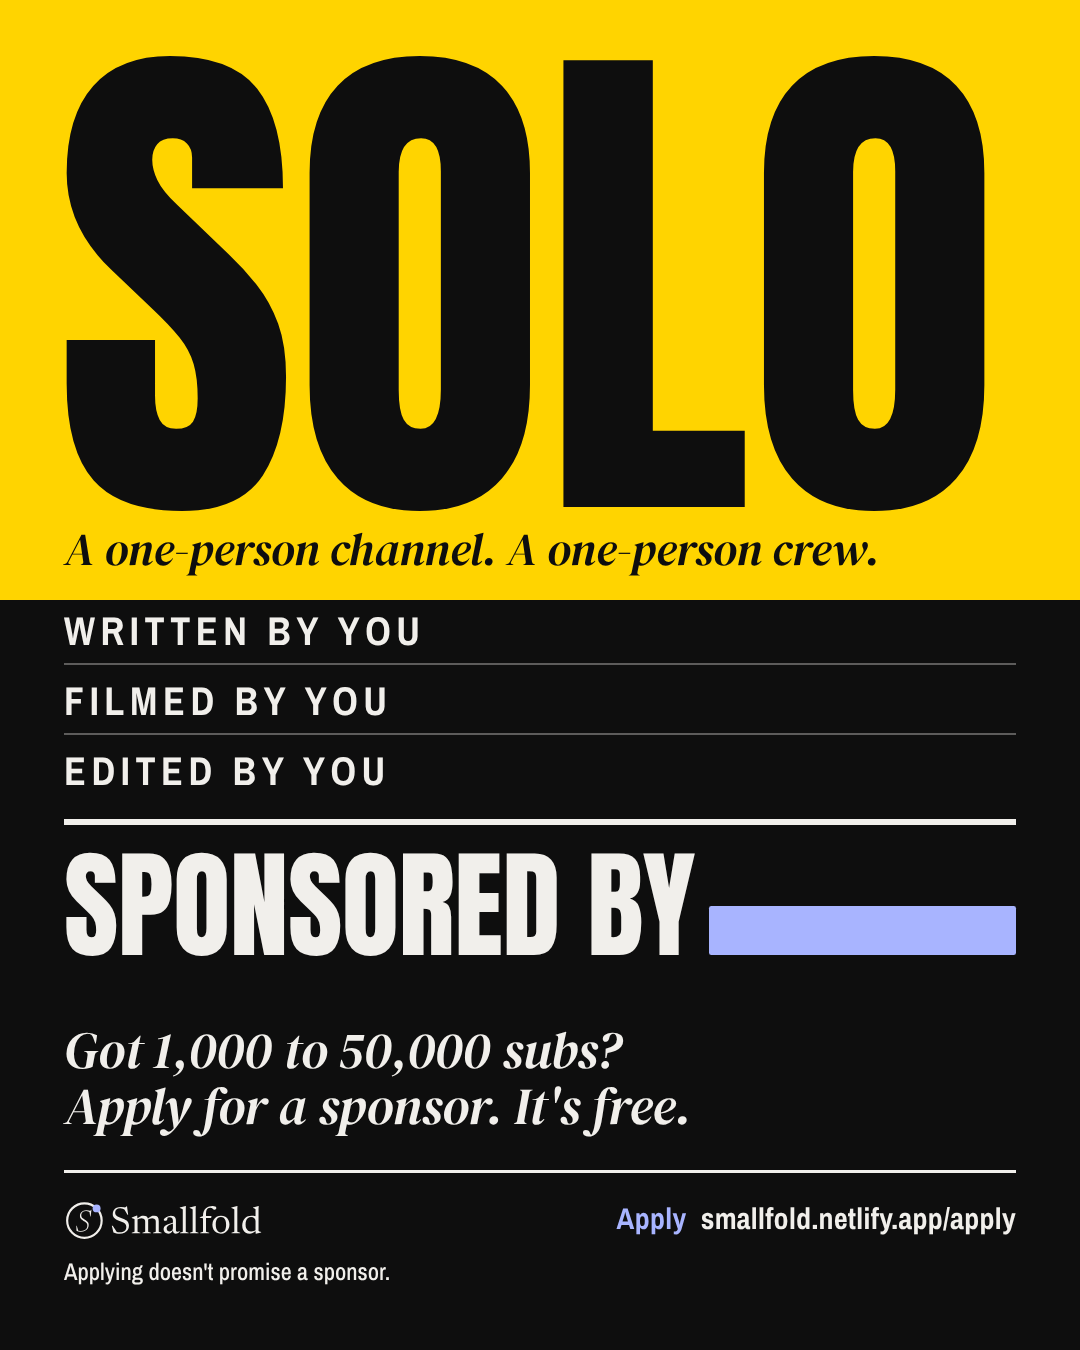 SOLO
A one-person channel. A one-person crew.
WRITTEN BY YOU
FILMED BY YOU
EDITED BY YOU
SPONSORED BY
Got 1,000 to 50,000 subs?
Apply for a sponsor. It's free.
S Smallfold
Apply smallfold.netlify.app/apply
Applying doesn't promise a sponsor.